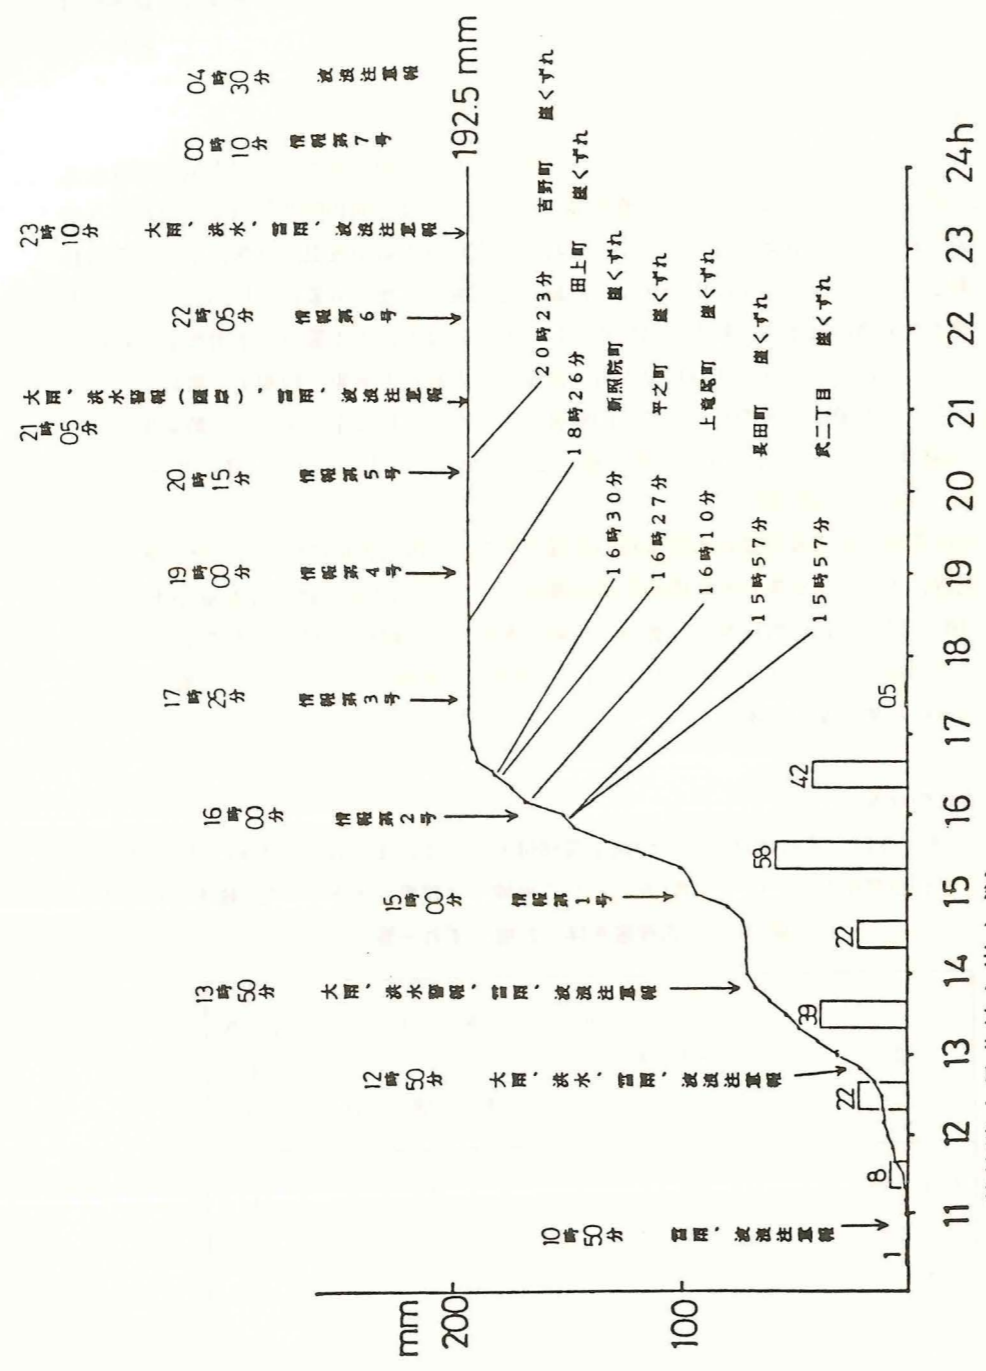 10時50分
雷雨、波浪注意報
12時50分
大雨、洪水、雷雨、波浪注意報
13時50分
大雨、洪水警報、雷雨、波浪注意報
15時00分
情報第1号
16時00分
情報第2号
17時25分
情報第3号
19時00分
情報第4号
20時15分
情報第5号
21時05分
大雨、洪水警報( )、雷雨、波浪注意報
22時05分
情報第6号
23時10分
大雨、洪水、雷雨、波浪注意報
00時10分
情報第7号
04時30分
波浪注意報
mm
200
100
192.5 mm
20時23分 吉野町 崖くずれ
18時26分 田上町 崖くずれ
16時30分 新照院町 崖くずれ
16時27分 平之町 崖くずれ
16時10分 上竜尾町 崖くずれ
15時57分 長田町 崖くずれ
15時57分 武二丁目 崖くずれ
1 8 22 39 22 58 42 0.5
11 12 13 14 15 16 17 18 19 20 21 22 23 24h